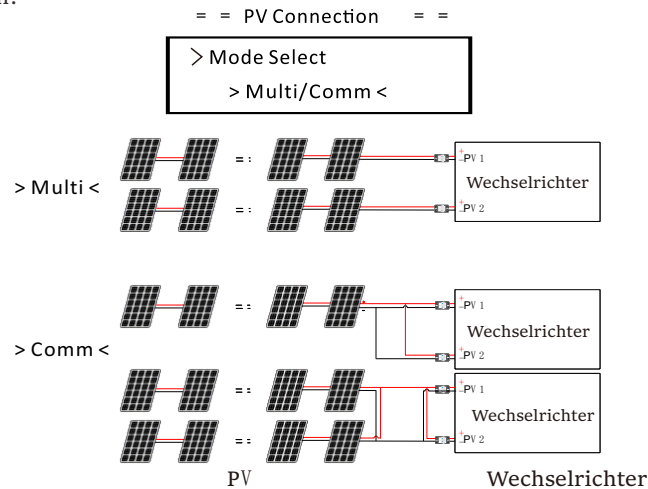 = = PV Connection = =
> Mode Select
> Multi/Comm <
> Multi <
PV 1
Wechselrichter
PV 2
> Comm <
PV 1
Wechselrichter
PV 2
PV 1
Wechselrichter
PV 2
PV Wechselrichter